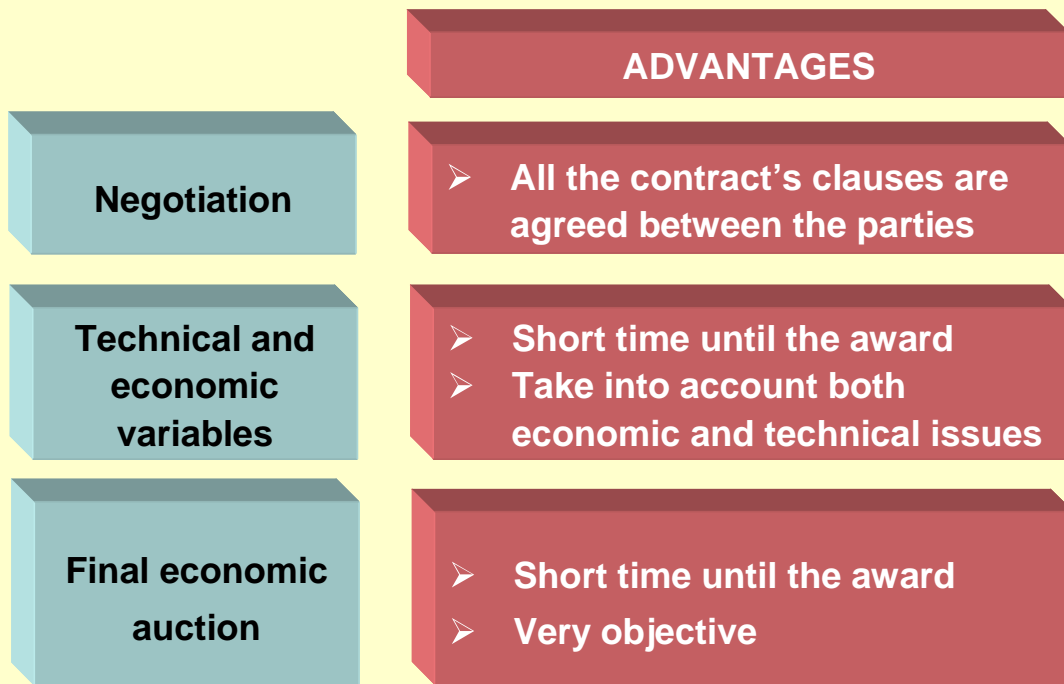 ADVANTAGES
Negotiation
➢ All the contract’s clauses are
agreed between the parties
Technical and
economic
variables
➢ Short time until the award
➢ Take into account both
economic and technical issues
Final economic
auction
➢ Short time until the award
➢ Very objective